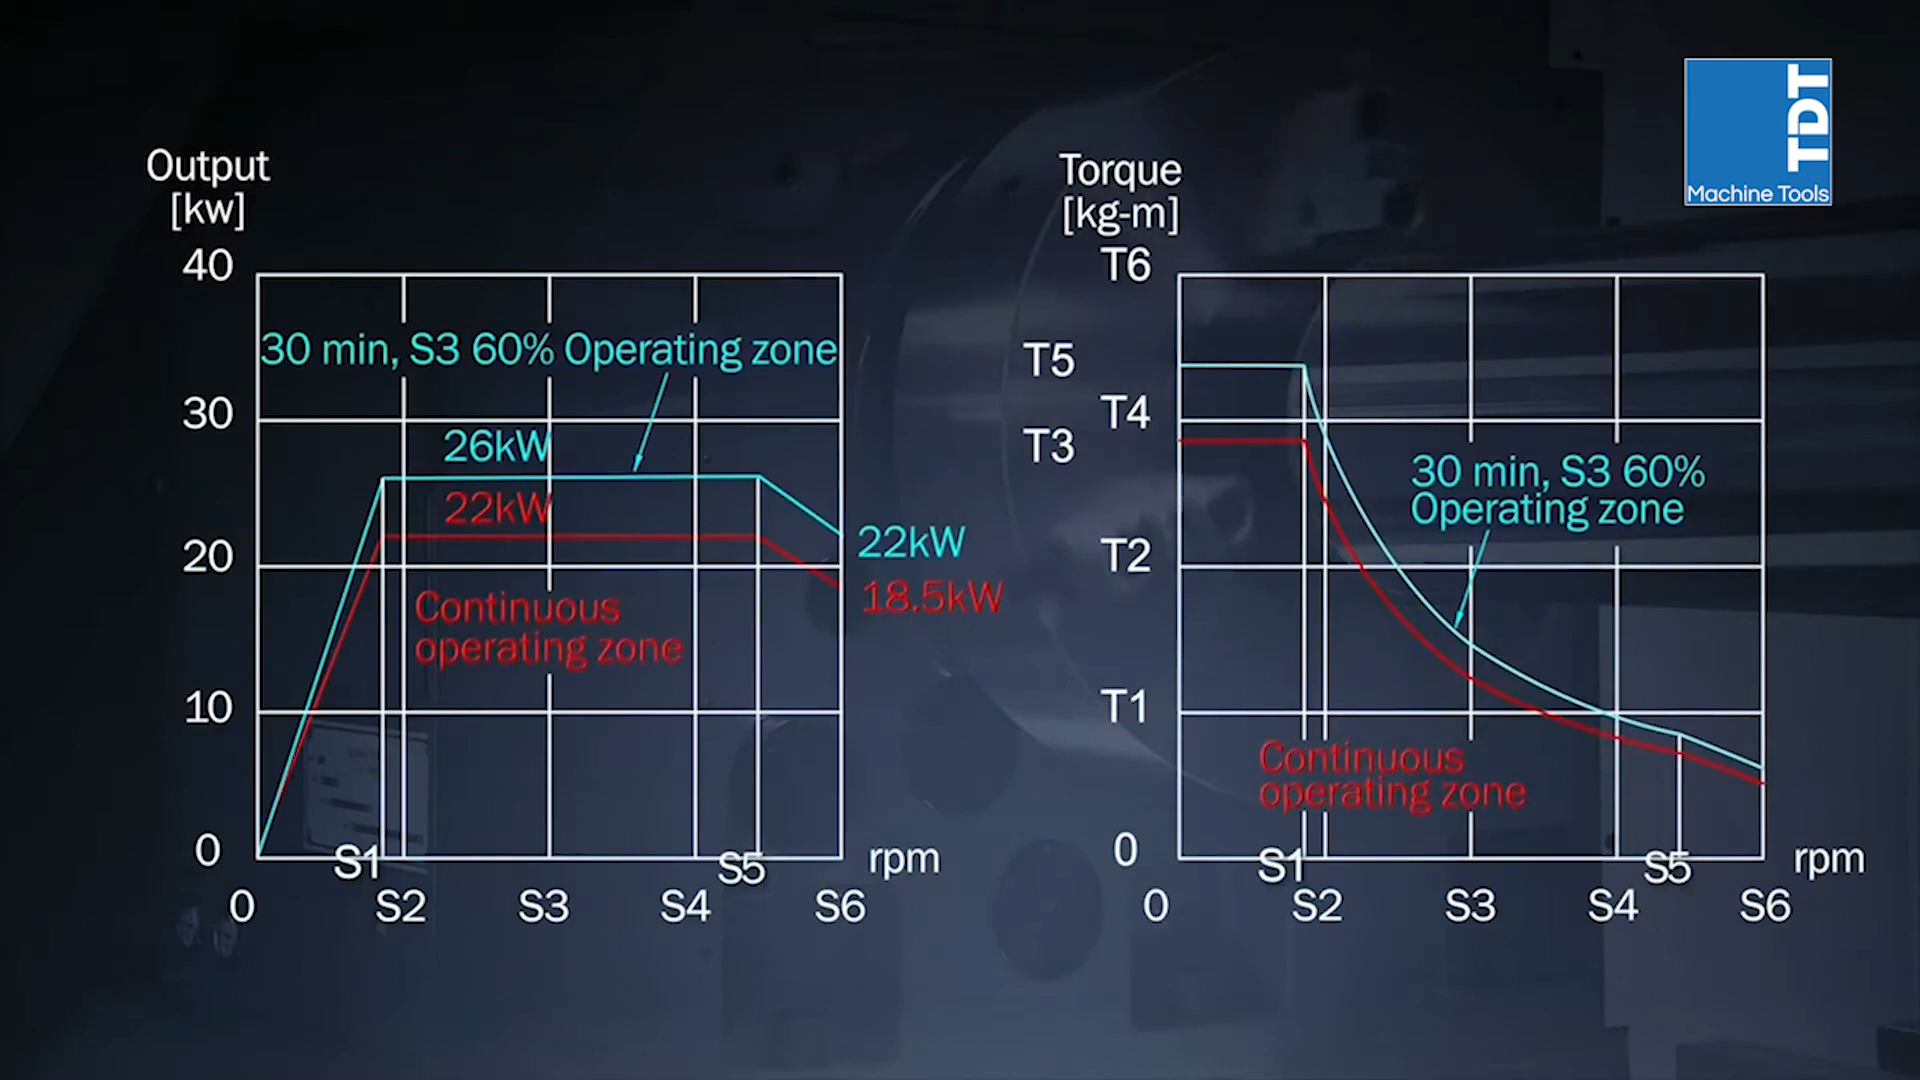 TDT
Machine Tools
Output
[kw]
40
30
20
10
0
30 min, S3 60% Operating zone
26kW
22kW
22kW
18.5kW
Continuous
operating zone
S1
S5
rpm
0
S2
S3
S4
S6
Torque
[kg-m]
T6
T5
T4
T3
T2
T1
0
30 min, S3 60%
Operating zone
Continuous
operating zone
S1
S5
rpm
0
S2
S3
S4
S6